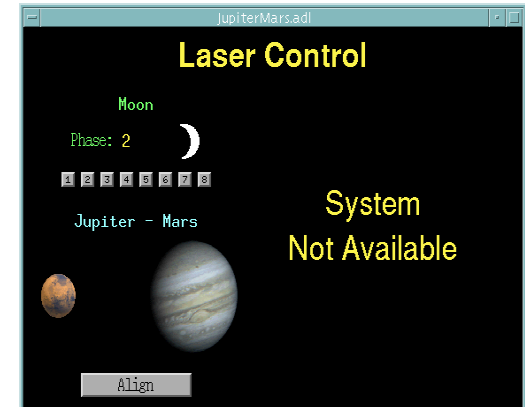 JupiterMars.adl
Laser Control
Moon
Phase: 2
1 2 3 4 5 6 7 8
Jupiter - Mars
System
Not Available
Align